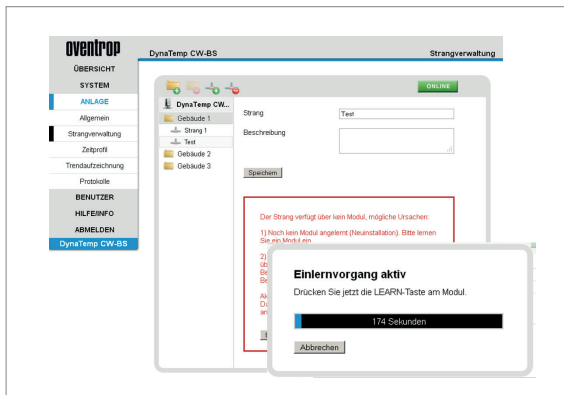 oventrop
DynaTemp CW-BS
Strangverwaltung
ÜBERSICHT
SYSTEM
ANLAGE
Allgemein
Strangverwaltung
Zeitprofil
Trendaufzeichnung
Protokolle
BENUTZER
HILFE/INFO
ABMELDEN
DynaTemp CW-BS
ONLINE
DynaTemp CW...
Gebäude 1
Strang 1
Test
Gebäude 2
Gebäude 3
Strang
Test
Beschreibung
Speichern
Der Strang verfügt über kein Modul, mögliche Ursachen:
1) Noch kein Modul angelernt (Neuinstallation). Bitte lernen
Sie ein Modul ein.
2)
Einlernvorgang aktiv
Drücken Sie jetzt die LEARN-Taste am Modul.
174 Sekunden
Abbrechen